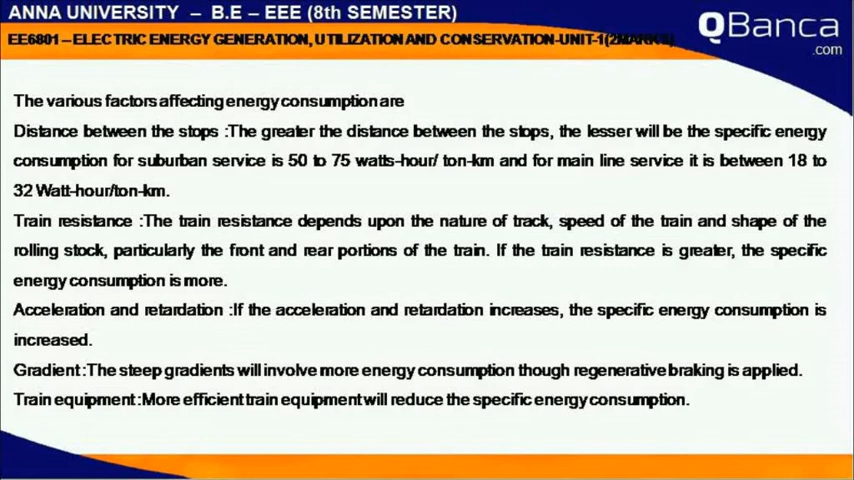 ANNA UNIVERSITY – B.E – EEE (8th SEMESTER)
EE6801 – ELECTRIC ENERGY GENERATION, UTILIZATION AND CONSERVATION-UNIT-1(2MARKS)
QBanca
.com
The various factors affecting energy consumption are
Distance between the stops :The greater the distance between the stops, the lesser will be the specific energy
consumption for suburban service is 50 to 75 watts-hour/ ton-km and for main line service it is between 18 to
32 Watt-hour/ton-km.
Train resistance :The train resistance depends upon the nature of track, speed of the train and shape of the
rolling stock, particularly the front and rear portions of the train. If the train resistance is greater, the specific
energy consumption is more.
Acceleration and retardation :If the acceleration and retardation increases, the specific energy consumption is
increased.
Gradient :The steep gradients will involve more energy consumption though regenerative braking is applied.
Train equipment :More efficient train equipment will reduce the specific energy consumption.